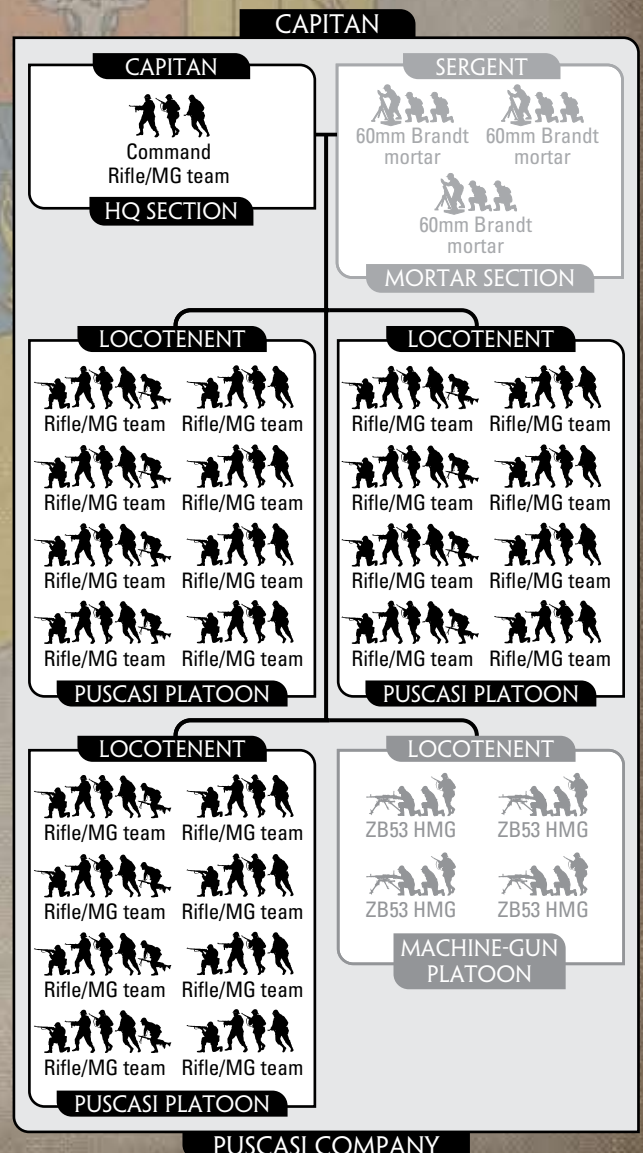 CAPITAN
CAPITAN
Command
Rifle/MG team
HQ SECTION
SERGENT
60mm Brandt
mortar
60mm Brandt
mortar
60mm Brandt
mortar
MORTAR SECTION
LOCOTENENT
Rifle/MG team Rifle/MG team
Rifle/MG team Rifle/MG team
Rifle/MG team Rifle/MG team
Rifle/MG team Rifle/MG team
PUSCASI PLATOON
LOCOTENENT
Rifle/MG team Rifle/MG team
Rifle/MG team Rifle/MG team
Rifle/MG team Rifle/MG team
Rifle/MG team Rifle/MG team
PUSCASI PLATOON
LOCOTENENT
Rifle/MG team Rifle/MG team
Rifle/MG team Rifle/MG team
Rifle/MG team Rifle/MG team
Rifle/MG team Rifle/MG team
PUSCASI PLATOON
LOCOTENENT
ZB53 HMG ZB53 HMG
ZB53 HMG ZB53 HMG
MACHINE-GUN
PLATOON
PUSCASI COMPANY